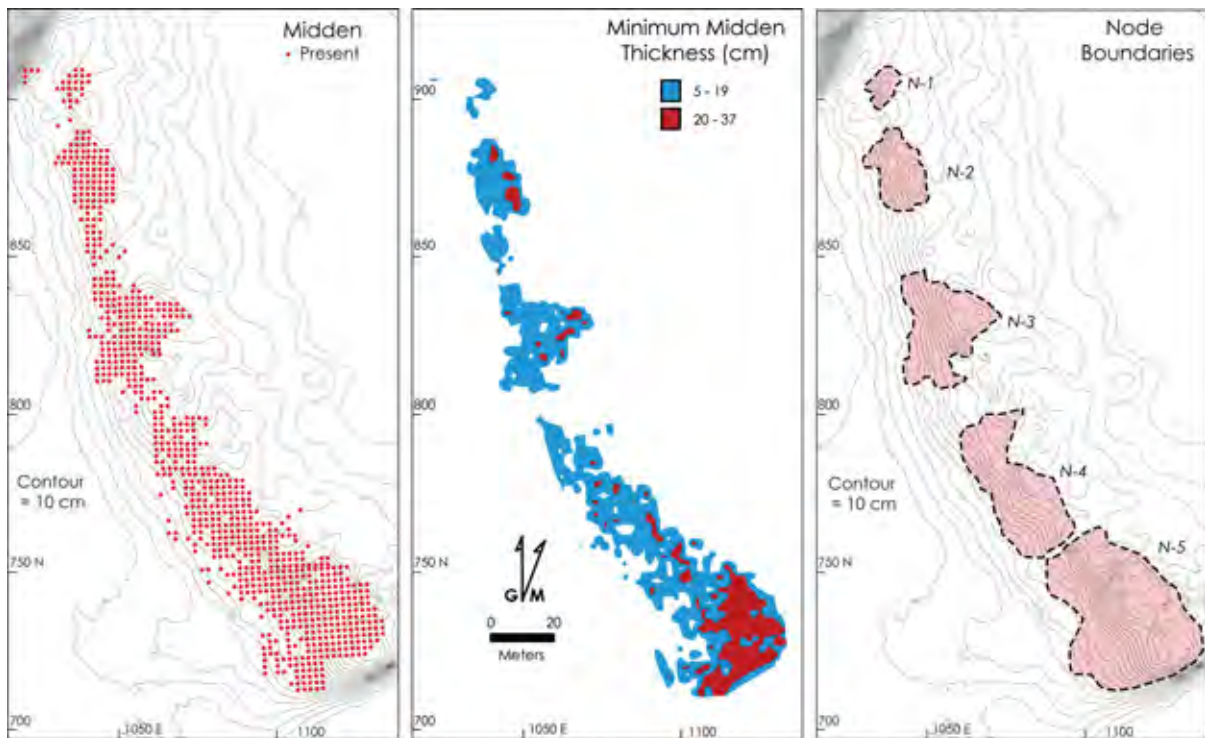 Midden
Present
Contour
= 10 cm
850
800
750 N
700
1050 E
1100
Minimum Midden
Thickness (cm)
5 - 19
20 - 37
900
850
800
750 N
700
G M
0 20
Meters
1050 E
1100
Node
Boundaries
N-1
N-2
N-3
N-4
N-5
850
800
Contour
= 10 cm
750 N
700
1050 E
1100